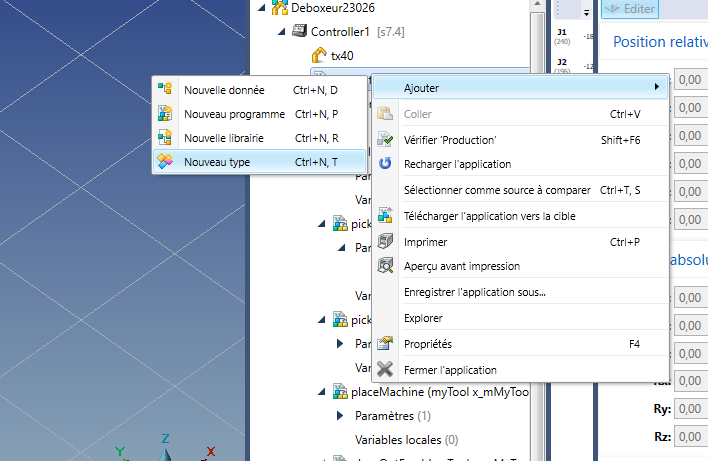 Deboxeur23026
Controller1 [s7.4]
tx40
Nouvelle donnée Ctrl+N, D
Nouveau programme Ctrl+N, P
Nouvelle librairie Ctrl+N, R
Nouveau type Ctrl+N, T
Ajouter
Coller Ctrl+V
Vérifier 'Production' Shift+F6
Recharger l'application
Sélectionner comme source à comparer Ctrl+T, S
Télécharger l'application vers la cible
Imprimer Ctrl+P
Aperçu avant impression
Enregistrer l'application sous...
Explorer
Propriétés F4
Fermer l'application
Par
Var
pick
Par
Var
pick
Par
Var
placeMachine (myTool x_mMyToo
Paramètres (1)
Variables locales (0)
J1 -18
(240)
J2 -12
(196)
Editer
Position relativ
0,00
0,00
0,00
0,00
0,00
0,00
absolu
0,00
0,00
0,00
0,00
Ry: 0,00
Rz: 0,00
Y Z X